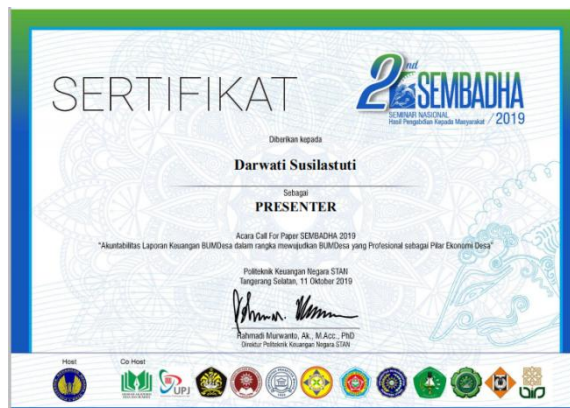 SERTIFIKAT
2nd
SEMBADHA
SEMINAR NASIONAL
Hasil Pengabdian Kepada Masyarakat / 2019
Diberikan kepada
Darwati Susilastuti
Sebagai
PRESENTER
Acara Call For Paper SEMBADHA 2019
"Akuntabilitas Laporan Keuangan BUMDesa dalam rangka mewujudkan BUMDesa yang Profesional sebagai Pilar Ekonomi Desa"
Politeknik Keuangan Negara STAN
Tangerang Selatan, 11 Oktober 2019
Rahmadi Murwanto, Ak., M.Acc., PhD
Direktur Politeknik Keuangan Negara STAN
Host
Co Host
UPJ